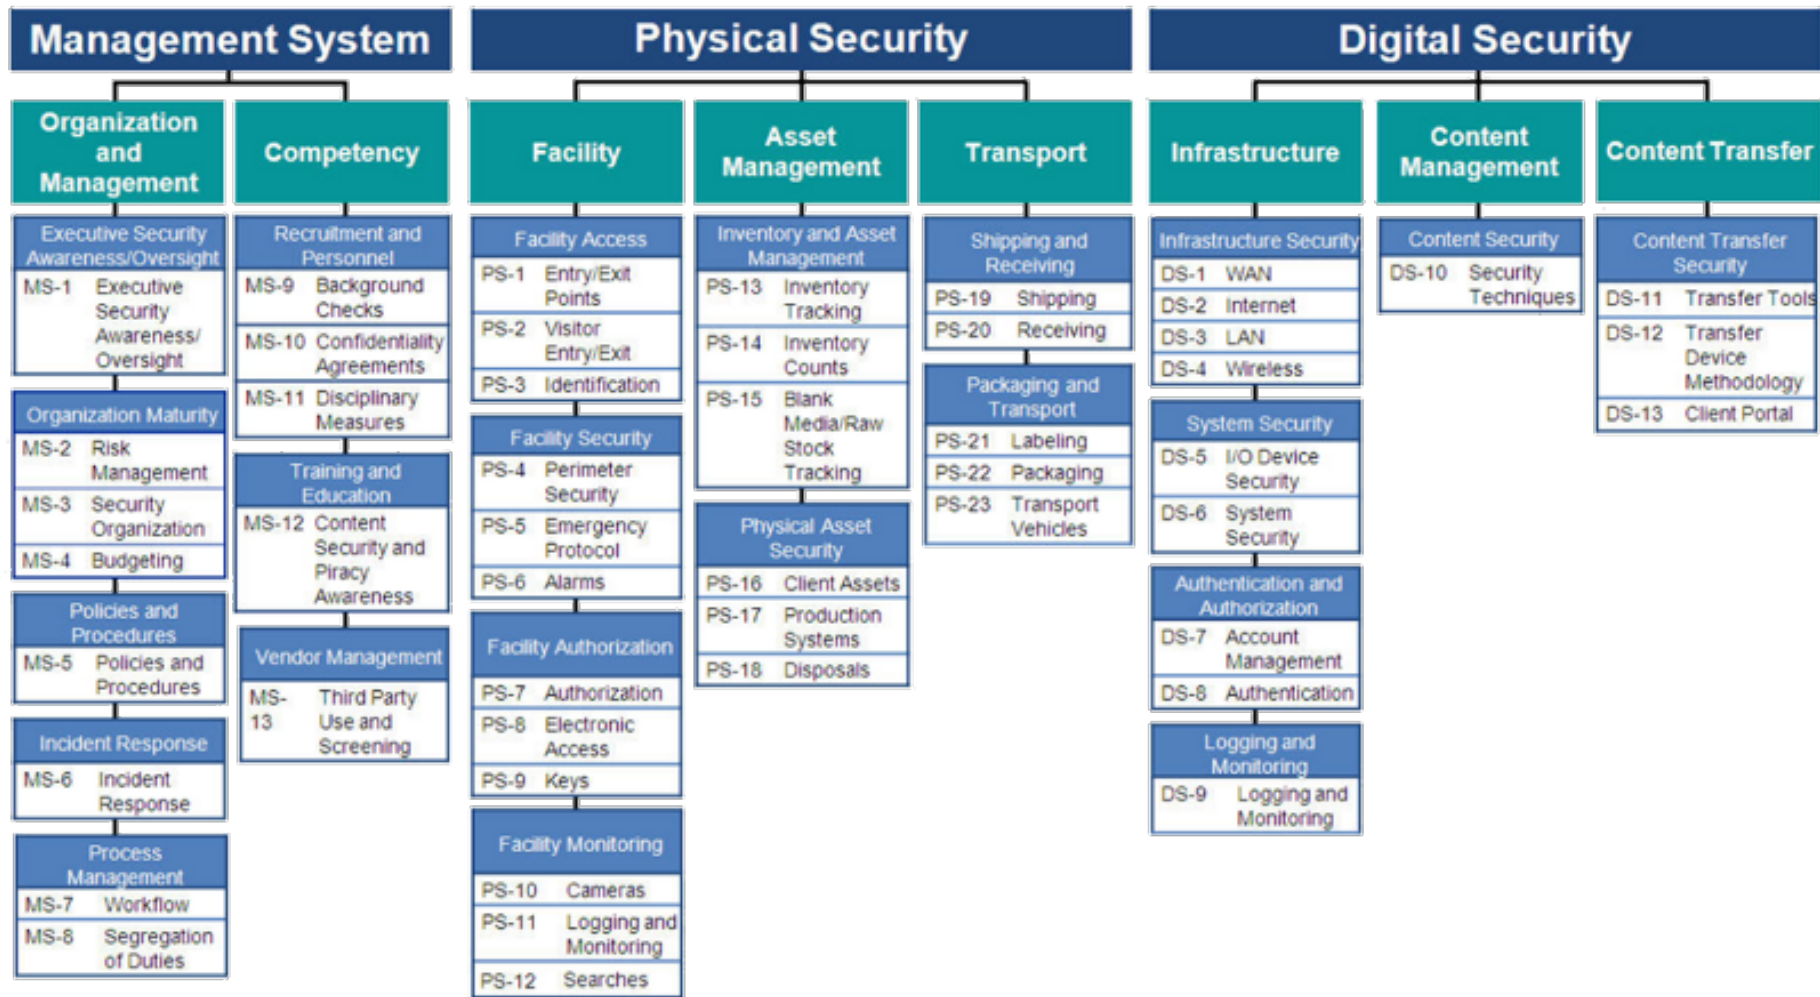 Management System
Organization
and
Management
Executive Security
Awareness/Oversight
MS-1 Executive
Security
Awareness/
Oversight
Organization Maturity
MS-2 Risk
Management
MS-3 Security
Organization
MS-4 Budgeting
Policies and
Procedures
MS-5 Policies and
Procedures
Incident Response
MS-6 Incident
Response
Process
Management
MS-7 Workflow
MS-8 Segregation
of Duties
Competency
Recruitment and
Personnel
MS-9 Background
Checks
MS-10 Confidentiality
Agreements
MS-11 Disciplinary
Measures
Training and
Education
MS-12 Content
Security and
Piracy
Awareness
Vendor Management
MS- Third Party
13 Use and
Screening
Physical Security
Facility
Facility Access
PS-1 Entry/Exit
Points
PS-2 Visitor
Entry/Exit
PS-3 Identification
Facility Security
PS-4 Perimeter
Security
PS-5 Emergency
Protocol
PS-6 Alarms
Facility Authorization
PS-7 Authorization
PS-8 Electronic
Access
PS-9 Keys
Facility Monitoring
PS-10 Cameras
PS-11 Logging and
Monitoring
PS-12 Searches
Asset
Management
Inventory and Asset
Management
PS-13 Inventory
Tracking
PS-14 Inventory
Counts
PS-15 Blank
Media/Raw
Stock
Tracking
Physical Asset
Security
PS-16 Client Assets
PS-17 Production
Systems
PS-18 Disposals
Transport
Shipping and
Receiving
PS-19 Shipping
PS-20 Receiving
Packaging and
Transport
PS-21 Labeling
PS-22 Packaging
PS-23 Transport
Vehicles
Digital Security
Infrastructure
Infrastructure Security
DS-1 WAN
DS-2 Internet
DS-3 LAN
DS-4 Wireless
System Security
DS-5 I/O Device
Security
DS-6 System
Security
Authentication and
Authorization
DS-7 Account
Management
DS-8 Authentication
Logging and
Monitoring
DS-9 Logging and
Monitoring
Content
Management
Content Security
DS-10 Security
Techniques
Content Transfer
Content Transfer
Security
DS-11 Transfer Tools
DS-12 Transfer
Device
Methodology
DS-13 Client Portal